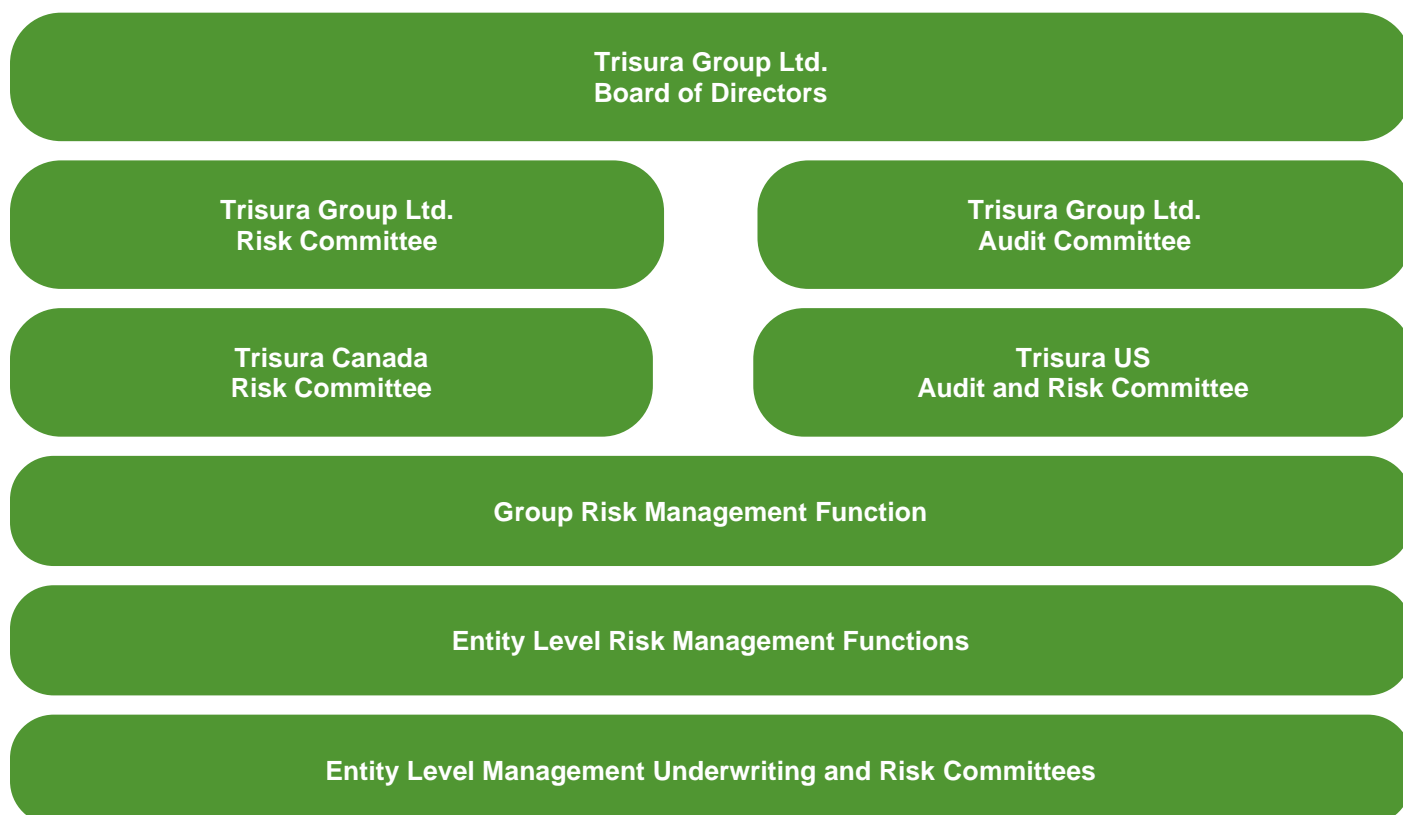 Trisura Group Ltd.
Board of Directors
Trisura Group Ltd.
Risk Committee
Trisura Group Ltd.
Audit Committee
Trisura Canada
Risk Committee
Trisura US
Audit and Risk Committee
Group Risk Management Function
Entity Level Risk Management Functions
Entity Level Management Underwriting and Risk Committees